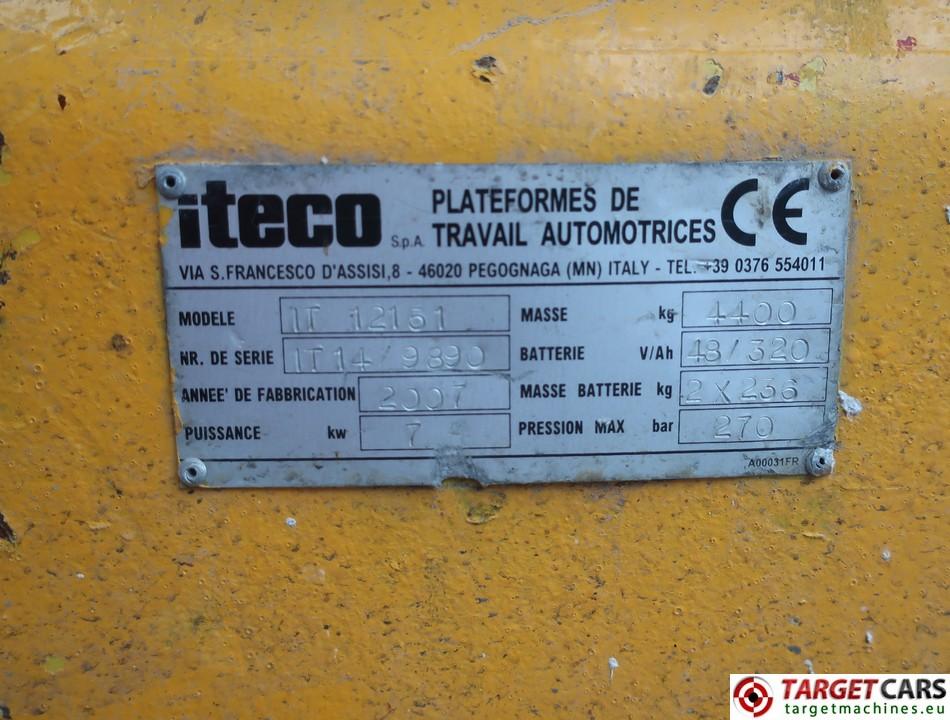 iteco S.p.A. PLATEFORMES DE
TRAVAIL AUTOMOTRICES CE
VIA S.FRANCESCO D'ASSISI,8 - 46020 PEGOGNAGA (MN) ITALY - TEL. +39 0376 554011
MODELE IT 12151 MASSE kg 4400
NR. DE SERIE IT14/9890 BATTERIE V/Ah 48/320
ANNEE' DE FABBRICATION 2007 MASSE BATTERIE kg 2 X 236
PUISSANCE kw 7 PRESSION MAX bar 270
A00031FR
TARGETCARS
targetmachines.eu